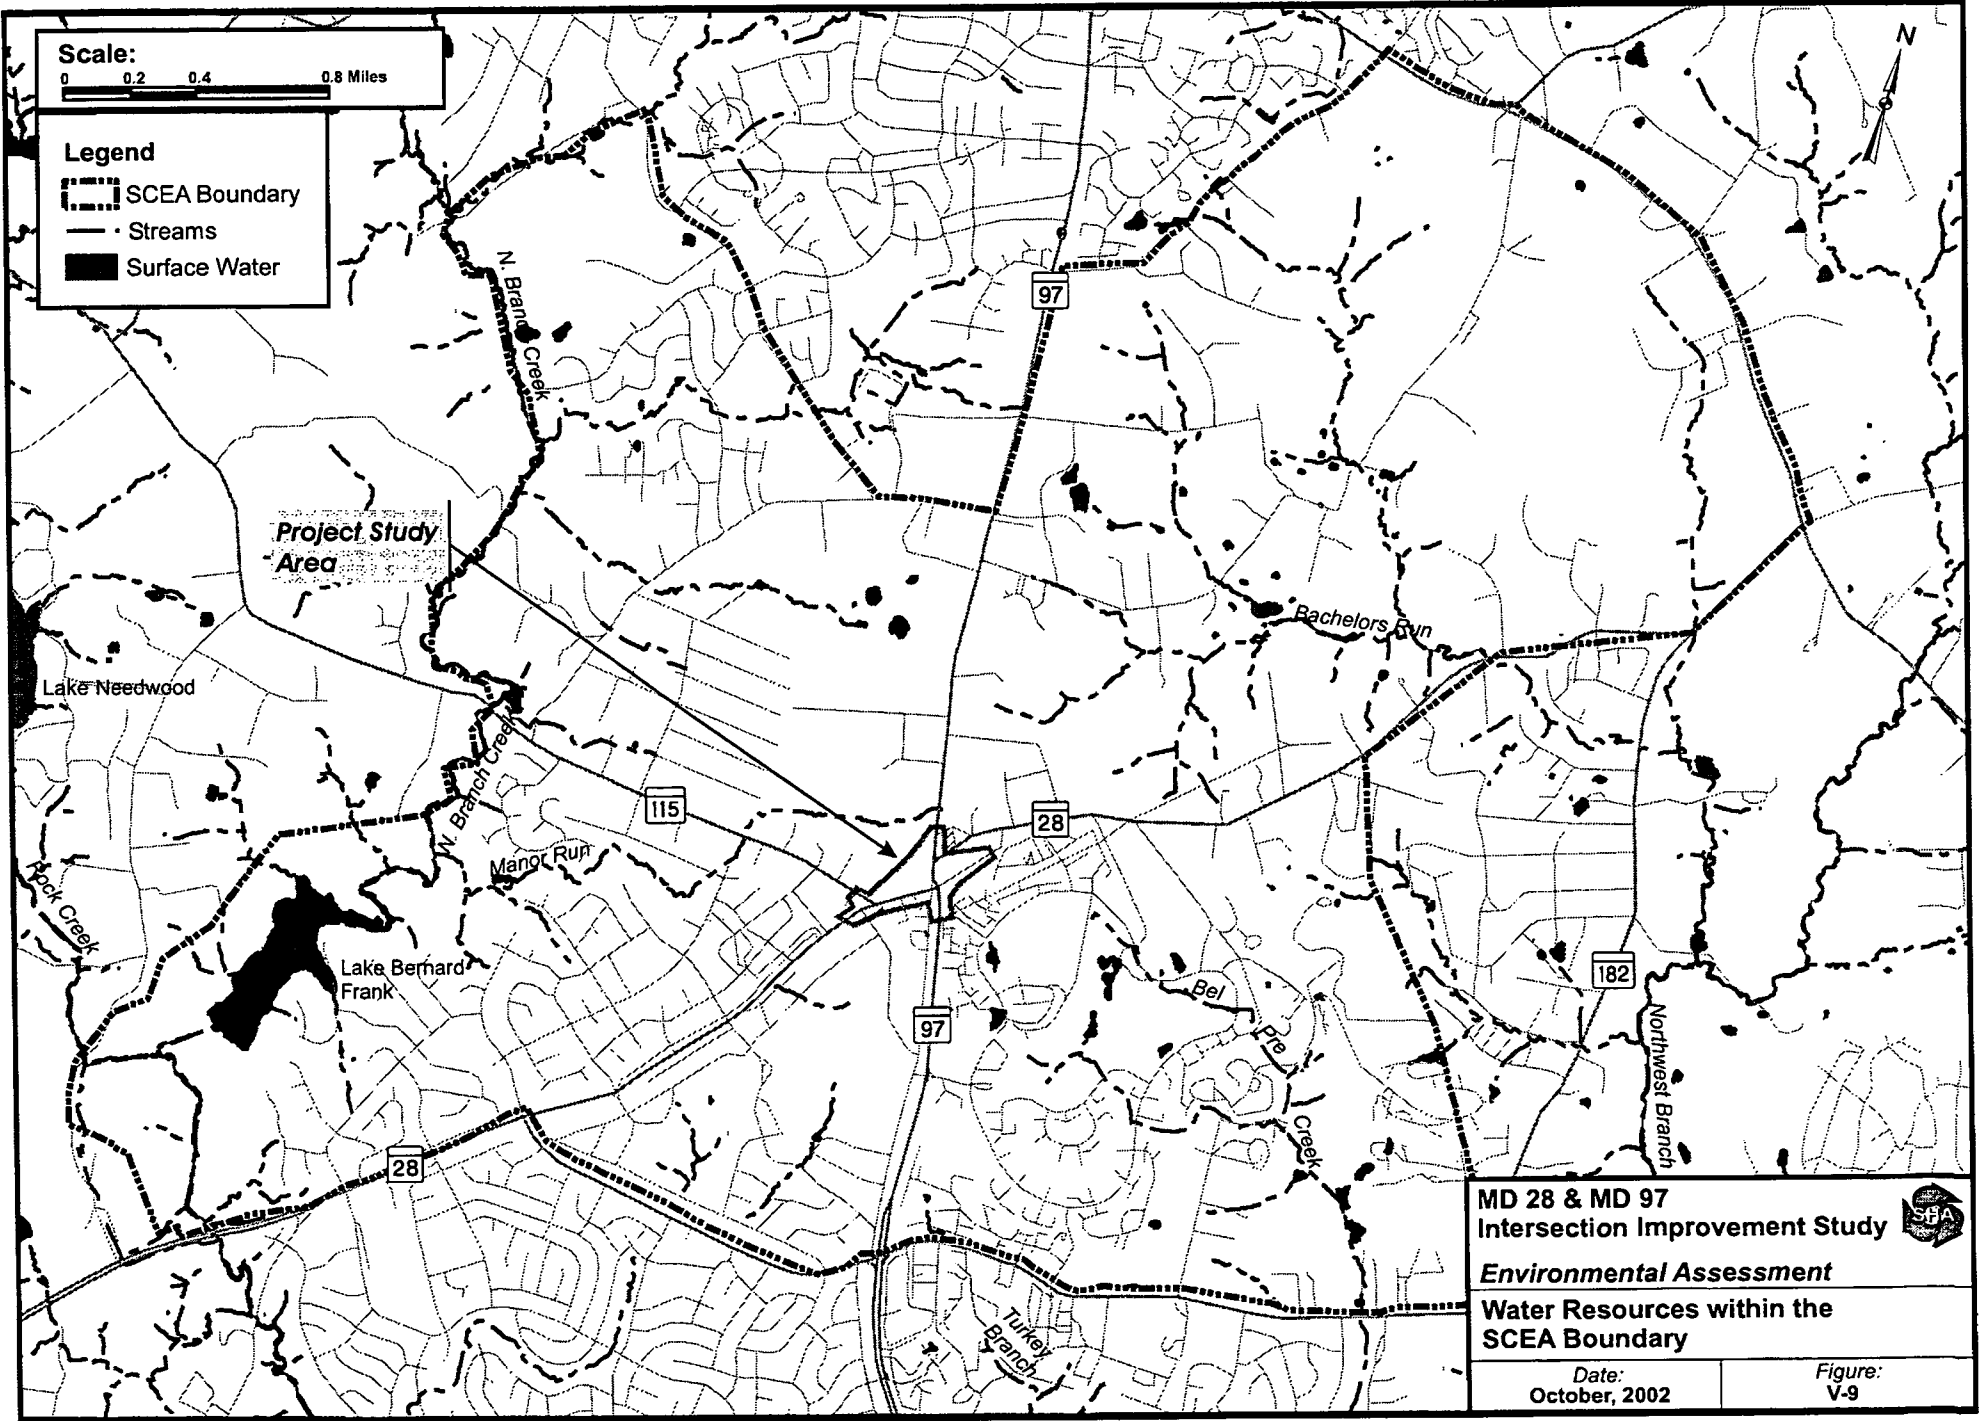 Scale:
0 0.2 0.4 0.8 Miles
Legend
SCEA Boundary
Streams
Surface Water
N
N. Branch Creek
97
Project Study
Area
Bachelors Run
Lake Needwood
W. Branch Creek
115
28
Manor Run
Rock Creek
Lake Bernard
Frank
182
Bel
Pre
Creek
97
Northwest Branch
28
Turkey
Branch
MD 28 & MD 97
Intersection Improvement Study
SHA
Environmental Assessment
Water Resources within the
SCEA Boundary
Date:
October, 2002
Figure:
V-9